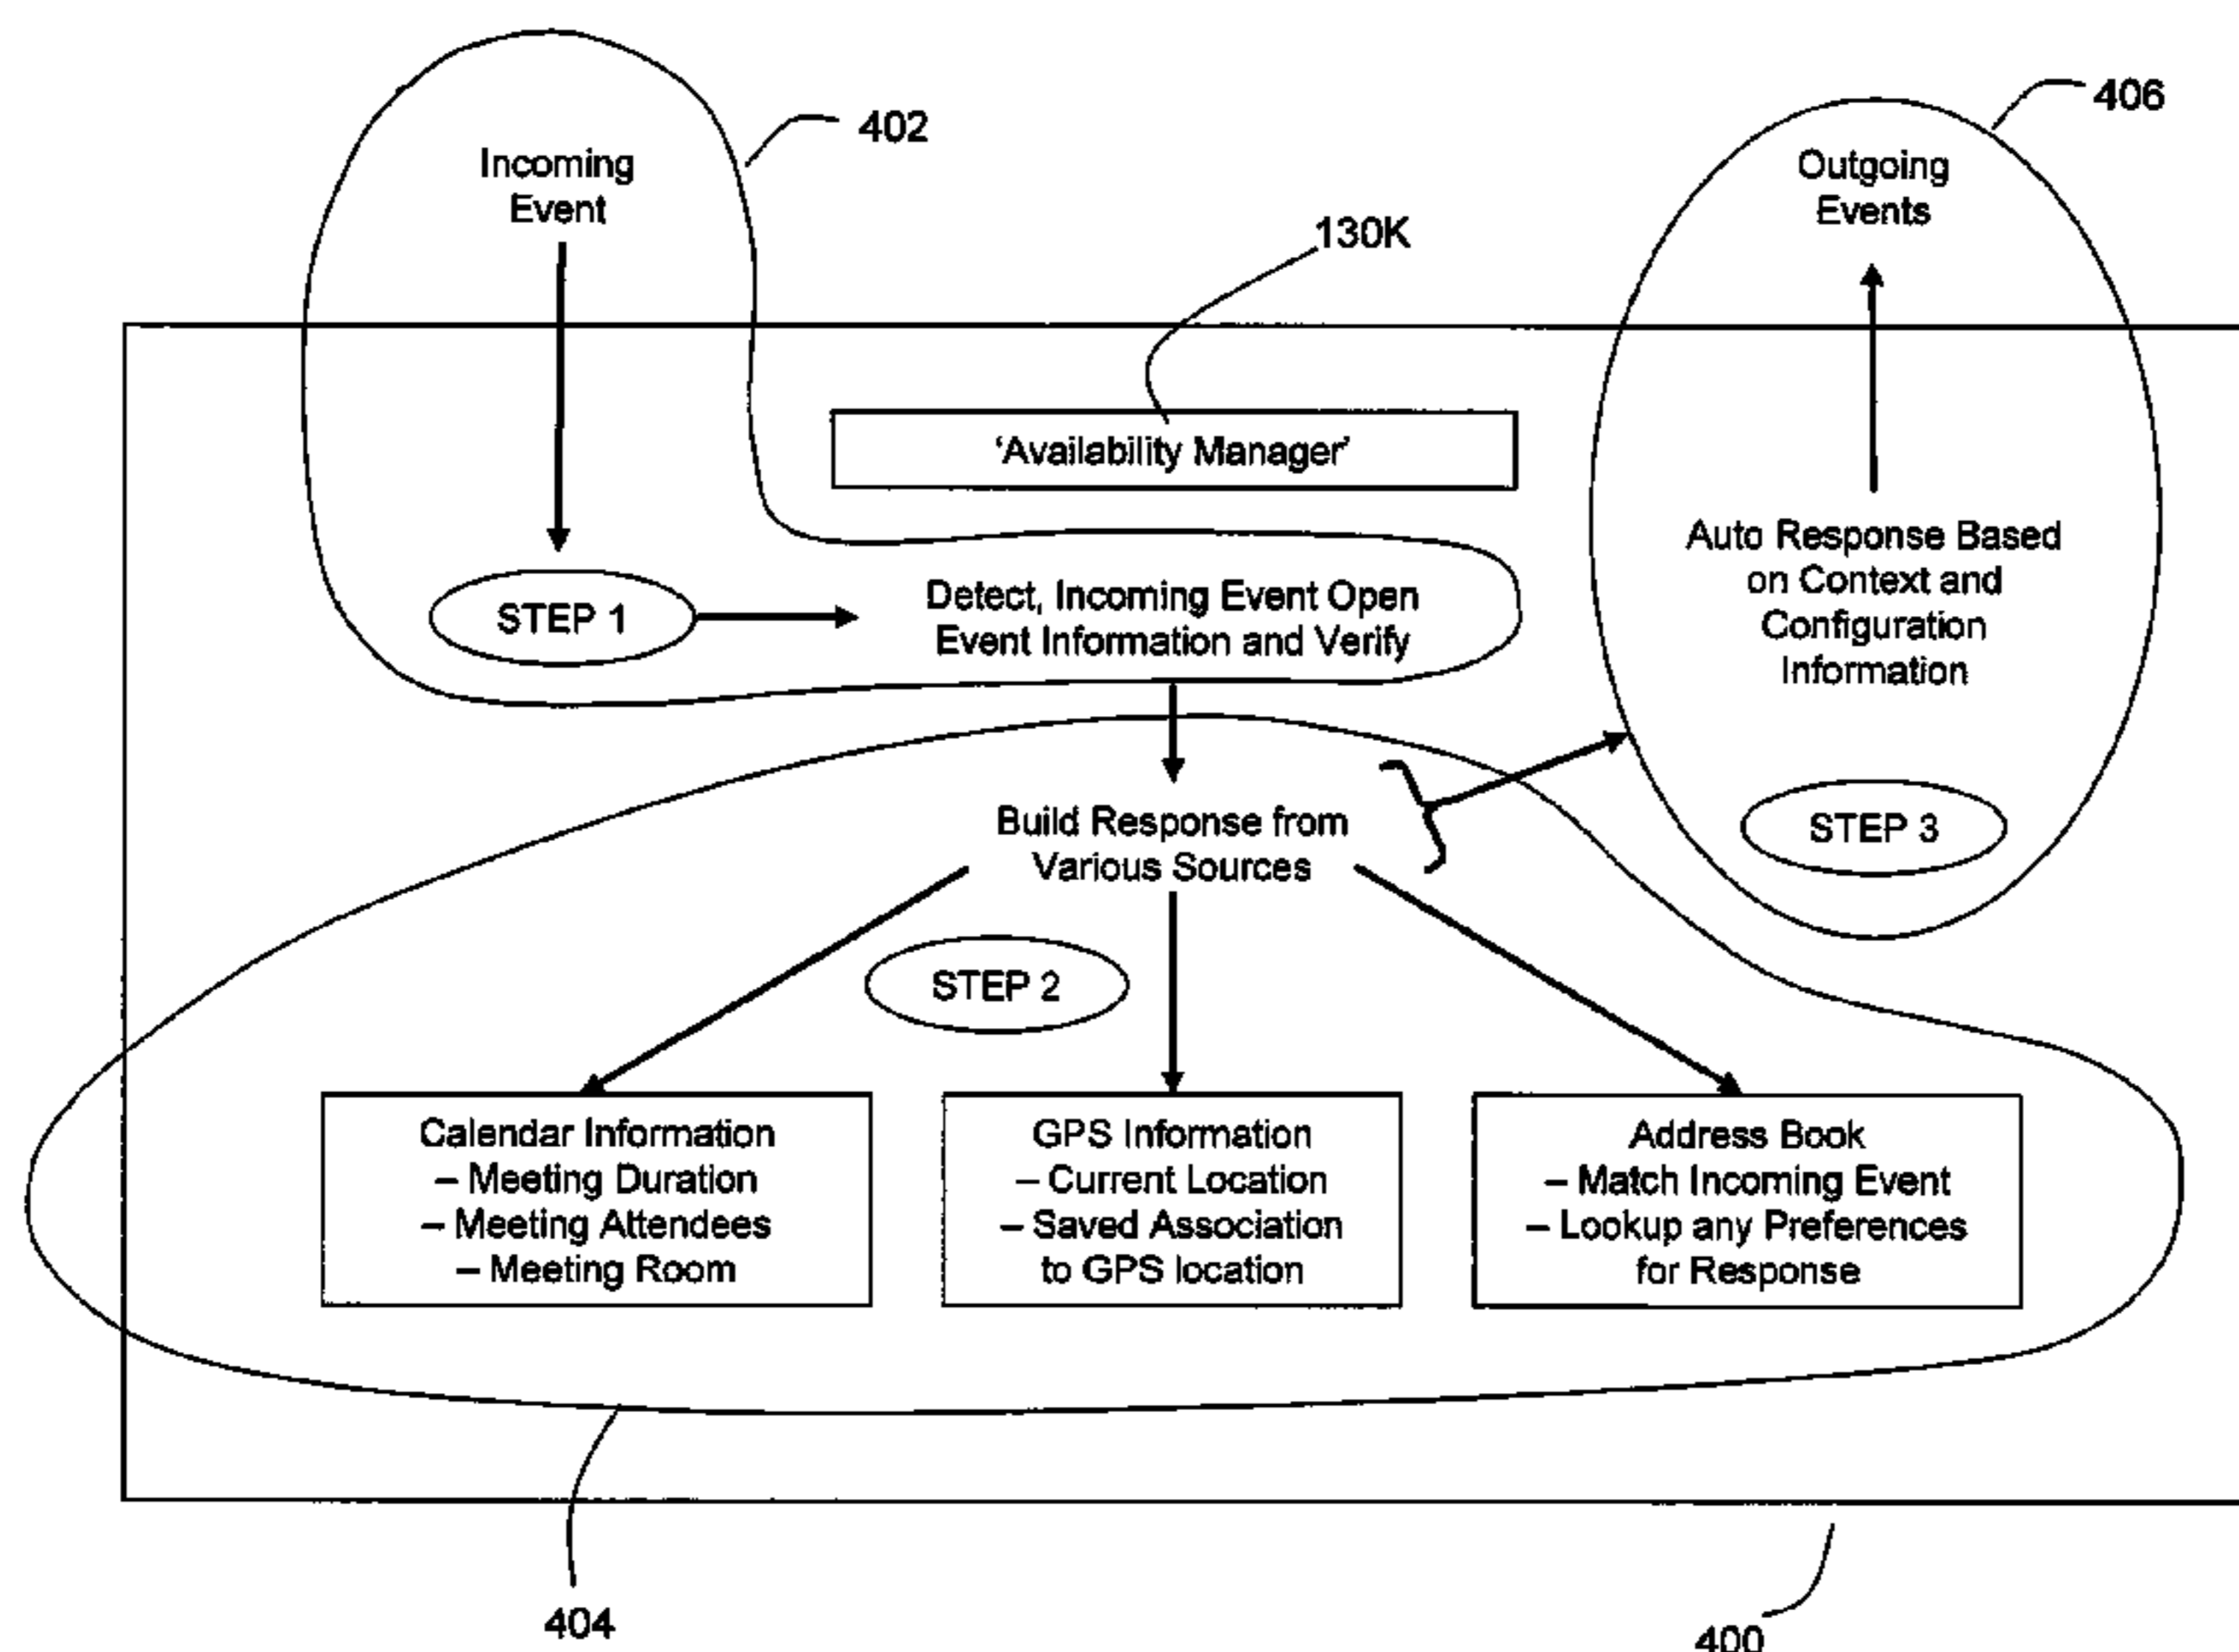 402
406
Incoming
Event
Outgoing
Events
130K
'Availability Manager'
STEP 1
Detect, Incoming Event Open
Event Information and Verify
Auto Response Based
on Context and
Configuration
Information
STEP 3
Build Response from
Various Sources
STEP 2
Calendar Information
– Meeting Duration
– Meeting Attendees
– Meeting Room
GPS Information
– Current Location
– Saved Association
to GPS location
Address Book
– Match Incoming Event
– Lookup any Preferences
for Response
404
400